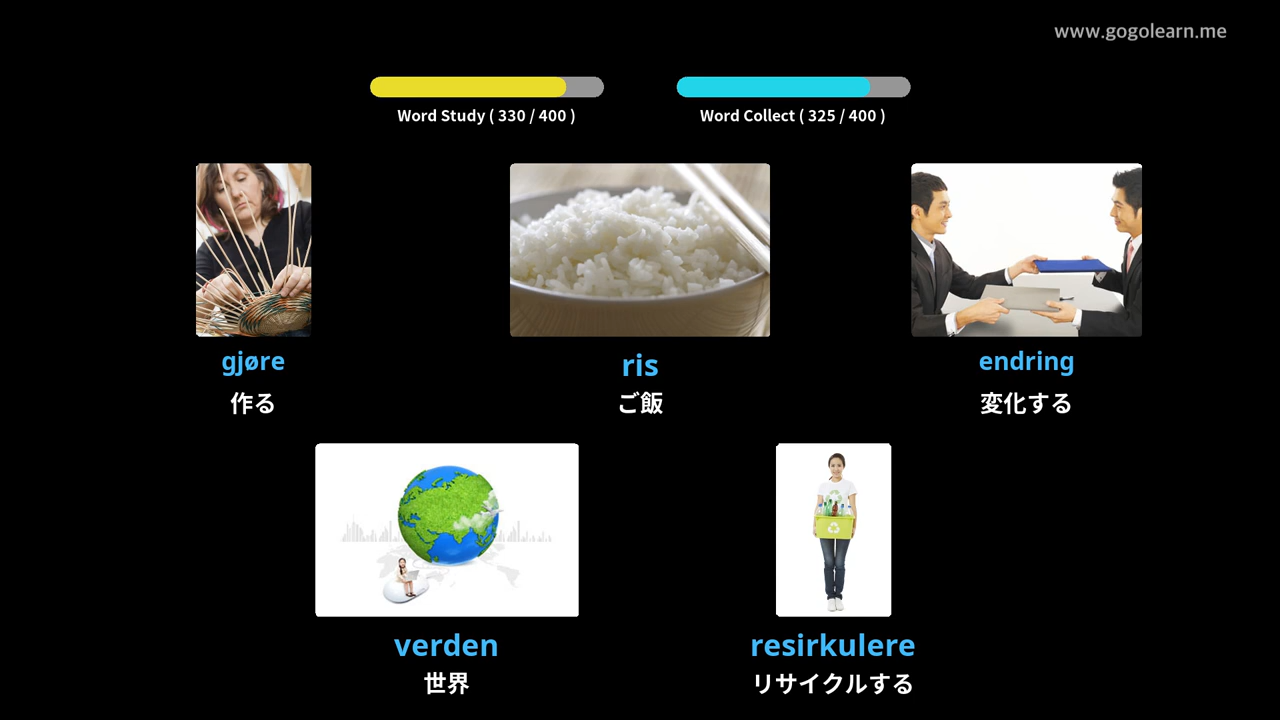 www.gogolearn.me
Word Study ( 330 / 400 )
Word Collect ( 325 / 400 )
gjøre
作る
ris
ご飯
endring
変化する
verden
世界
resirkulere
リサイクルする